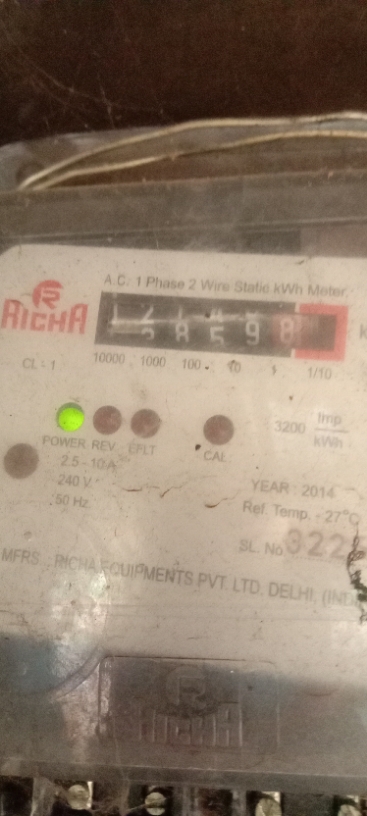 A.C. 1 Phase 2 Wire Static kWh Meter
RICHA
CL : 1
10000 1000 100 10 1 1/10
3200 Imp/kWh
POWER REV EFLT CAL
2.5 - 10 A
240 V
50 Hz
YEAR : 2014
Ref. Temp. - 27°C
SL. No. 322
MFRS : RICHA EQUIPMENTS PVT. LTD. DELHI,
RICHA